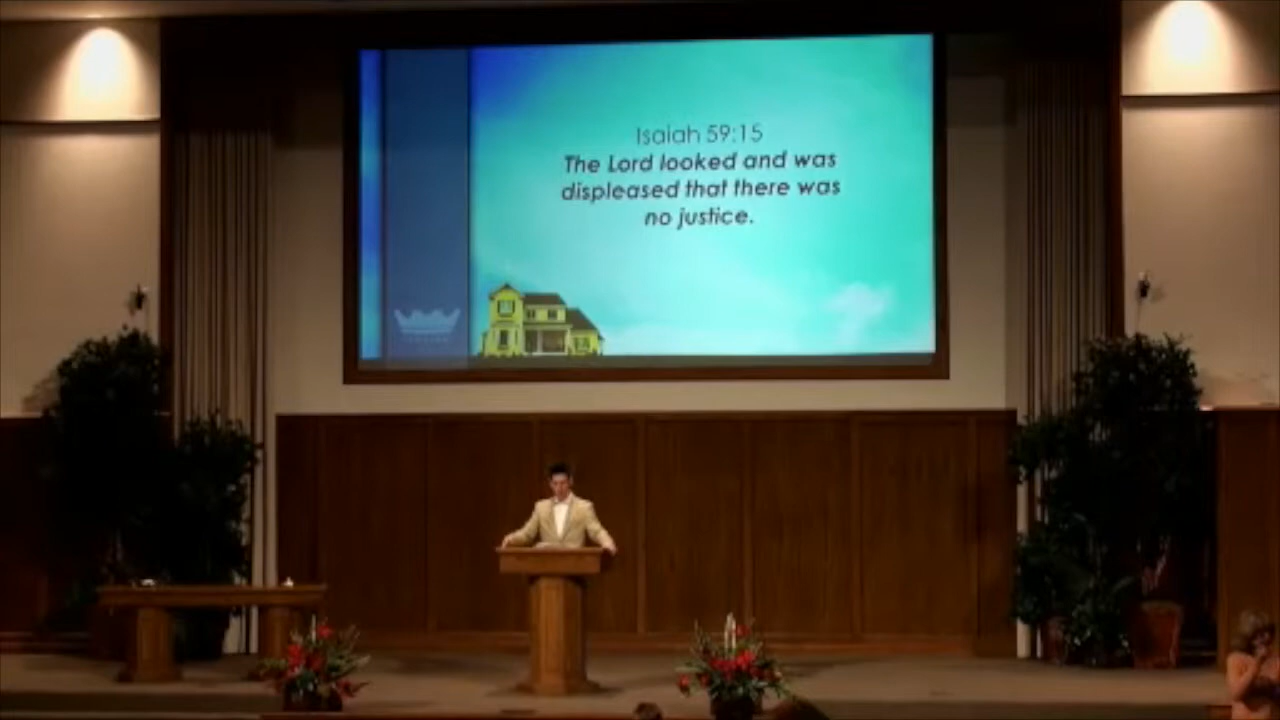 Isaiah 59:15
The Lord looked and was
displeased that there was
no justice.